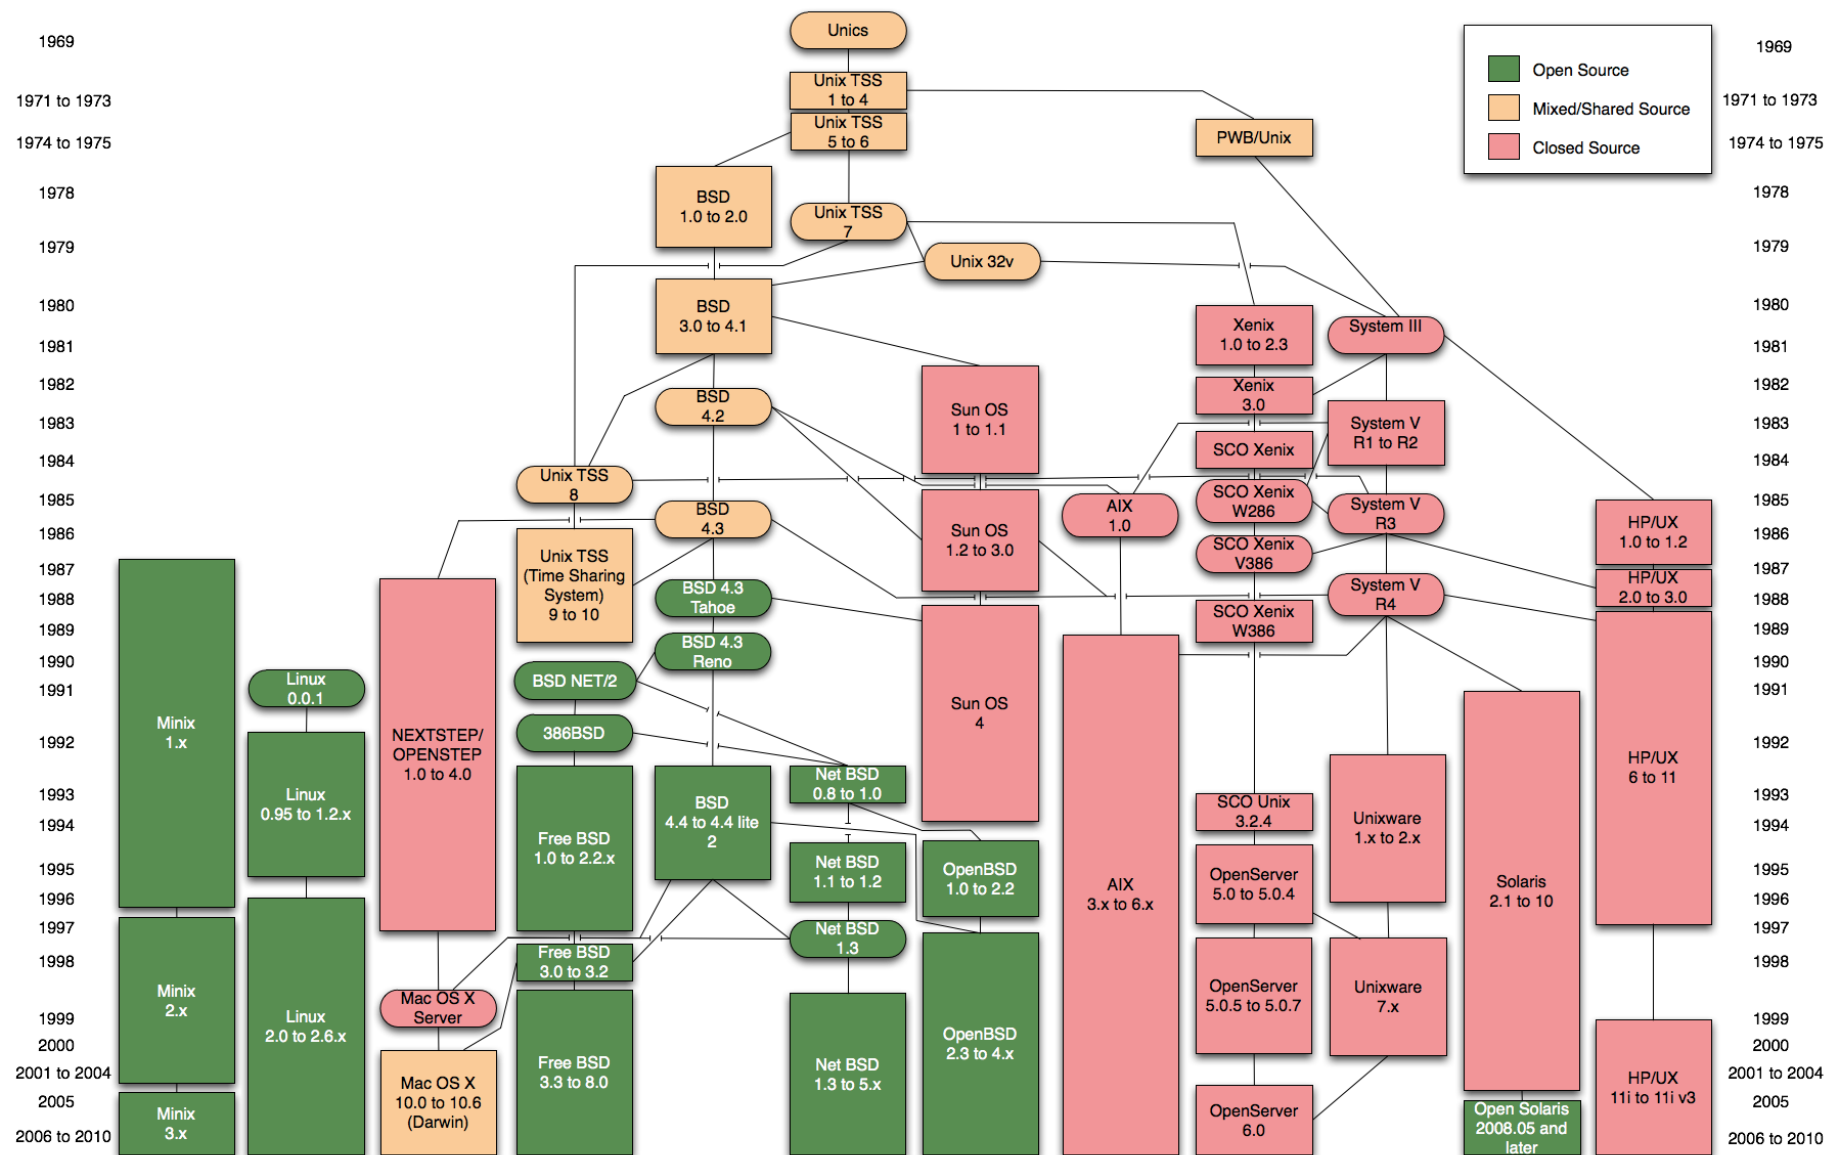 Unics
1969
1969
Open Source
Mixed/Shared Source
Closed Source
Unix TSS
1 to 4
1971 to 1973
1971 to 1973
Unix TSS
5 to 6
PWB/Unix
1974 to 1975
1974 to 1975
BSD
1.0 to 2.0
1978
1978
Unix TSS
7
1979
1979
Unix 32v
BSD
3.0 to 4.1
1980
1980
Xenix
1.0 to 2.3
System III
1981
1981
1982
1982
Xenix
3.0
BSD
4.2
Sun OS
1 to 1.1
1983
1983
System V
R1 to R2
SCO Xenix
1984
1984
Unix TSS
8
1985
1985
SCO Xenix
W286
AIX
1.0
System V
R3
BSD
4.3
Sun OS
1.2 to 3.0
HP/UX
1.0 to 1.2
1986
1986
SCO Xenix
V386
Unix TSS
(Time Sharing
System)
9 to 10
1987
1987
HP/UX
2.0 to 3.0
System V
R4
BSD 4.3
Tahoe
1988
1988
SCO Xenix
W386
1989
1989
BSD 4.3
Reno
1990
1990
BSD NET/2
Linux
0.0.1
1991
1991
Sun OS
4
Minix
1.x
386BSD
NEXTSTEP/
OPENSTEP
1.0 to 4.0
1992
1992
HP/UX
6 to 11
Net BSD
0.8 to 1.0
1993
1993
Linux
0.95 to 1.2.x
BSD
4.4 to 4.4 lite
2
SCO Unix
3.2.4
Unixware
1.x to 2.x
1994
1994
Free BSD
1.0 to 2.2.x
Net BSD
1.1 to 1.2
OpenBSD
1.0 to 2.2
1995
1995
OpenServer
5.0 to 5.0.4
AIX
3.x to 6.x
Solaris
2.1 to 10
1996
1996
1997
1997
Net BSD
1.3
Free BSD
3.0 to 3.2
1998
1998
Minix
2.x
OpenServer
5.0.5 to 5.0.7
Unixware
7.x
Mac OS X
Server
1999
1999
Linux
2.0 to 2.6.x
OpenBSD
2.3 to 4.x
2000
2000
Free BSD
3.3 to 8.0
Net BSD
1.3 to 5.x
2001 to 2004
2001 to 2004
HP/UX
11i to 11i v3
Mac OS X
10.0 to 10.6
(Darwin)
2005
2005
Minix
3.x
OpenServer
6.0
Open Solaris
2008.05 and
later
2006 to 2010
2006 to 2010